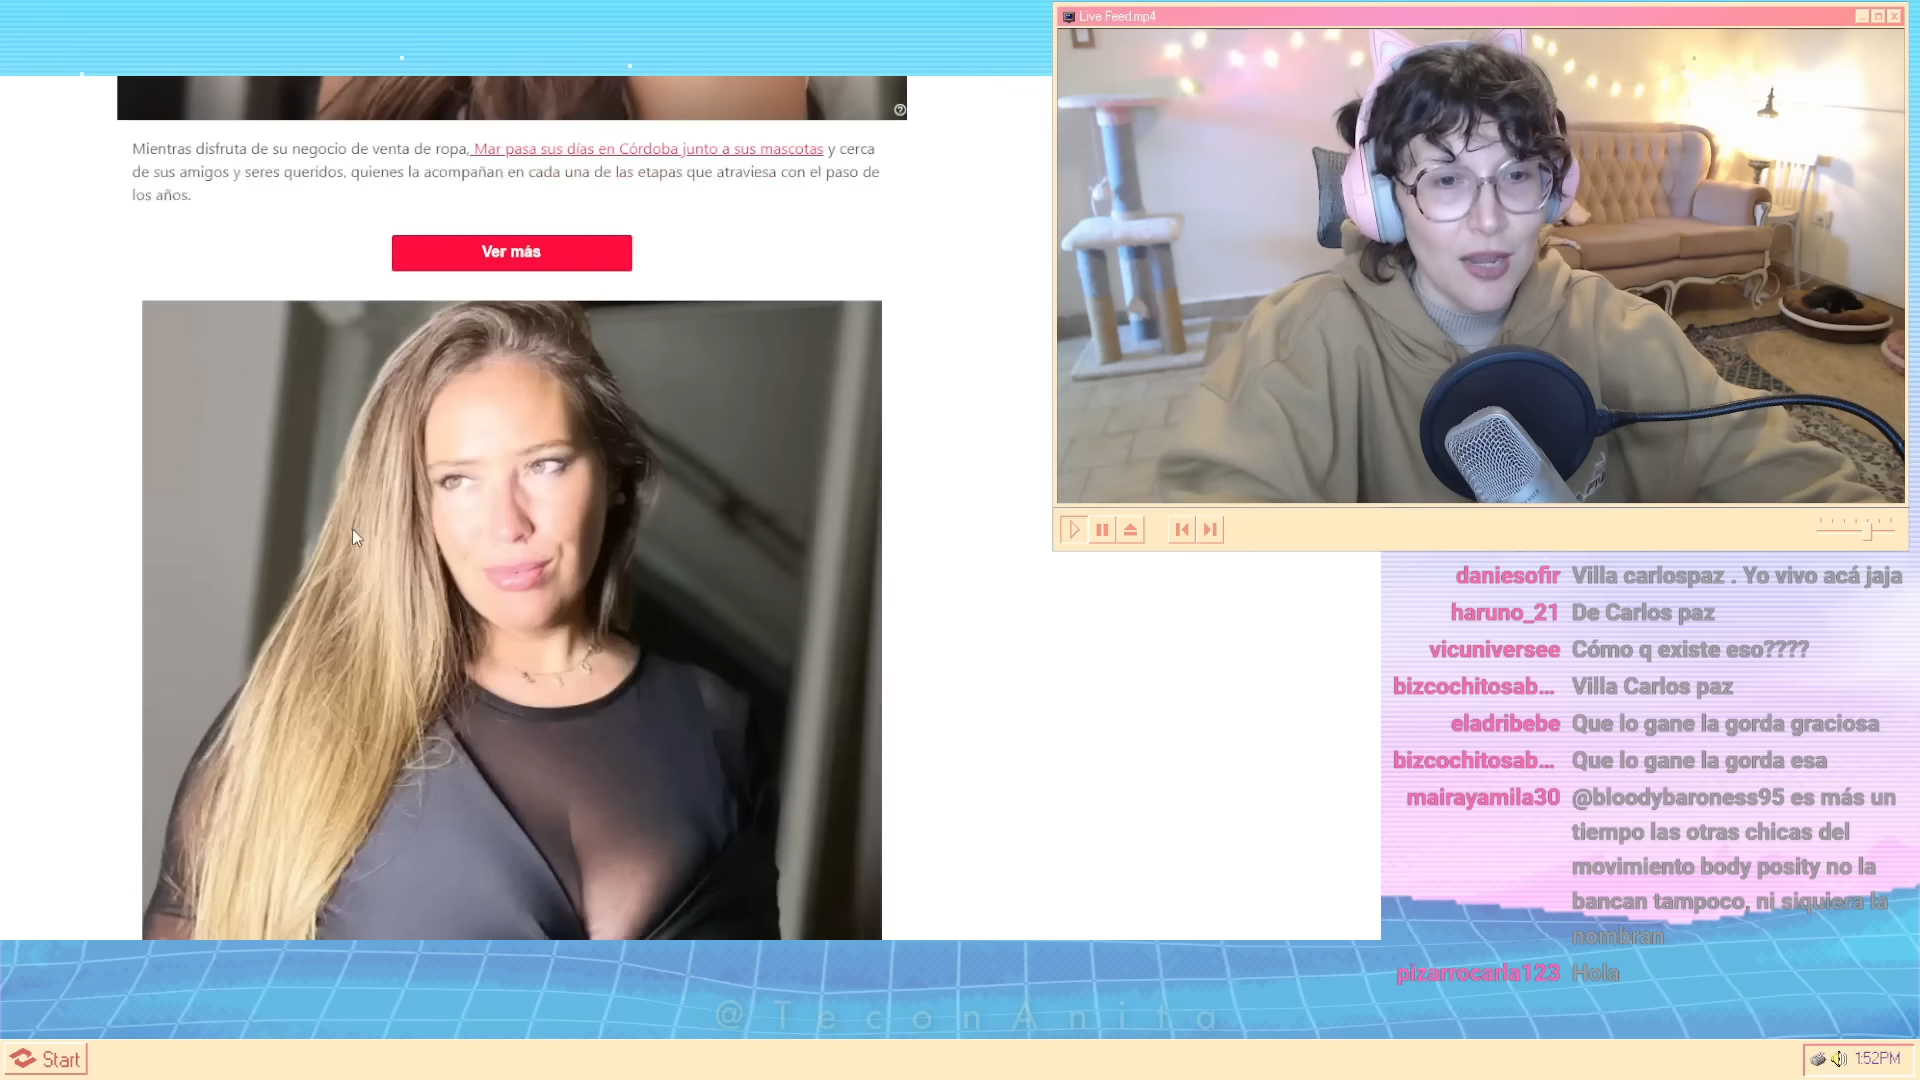 Live Feed.mp4
Mientras disfruta de su negocio de venta de ropa, Mar pasa sus días en Córdoba junto a sus mascotas y cerca
de sus amigos y seres queridos, quienes la acompañan en cada una de las etapas que atraviesa con el paso de
los años.
Ver más
daniesofir Villa carlospaz . Yo vivo acá jaja
haruno_21 De Carlos paz
vicuniversee Cómo q existe eso????
bizcochitosab... Villa Carlos paz
eladribebe Que lo gane la gorda graciosa
bizcochitosab... Que lo gane la gorda esa
mairayamila30 @bloodybaroness95 es más un
tiempo las otras chicas del
movimiento body posity no la
bancan tampoco, ni siquiera la
nombran
pizarrocarla123 Hola
@TeconAnita
Start
1:52PM